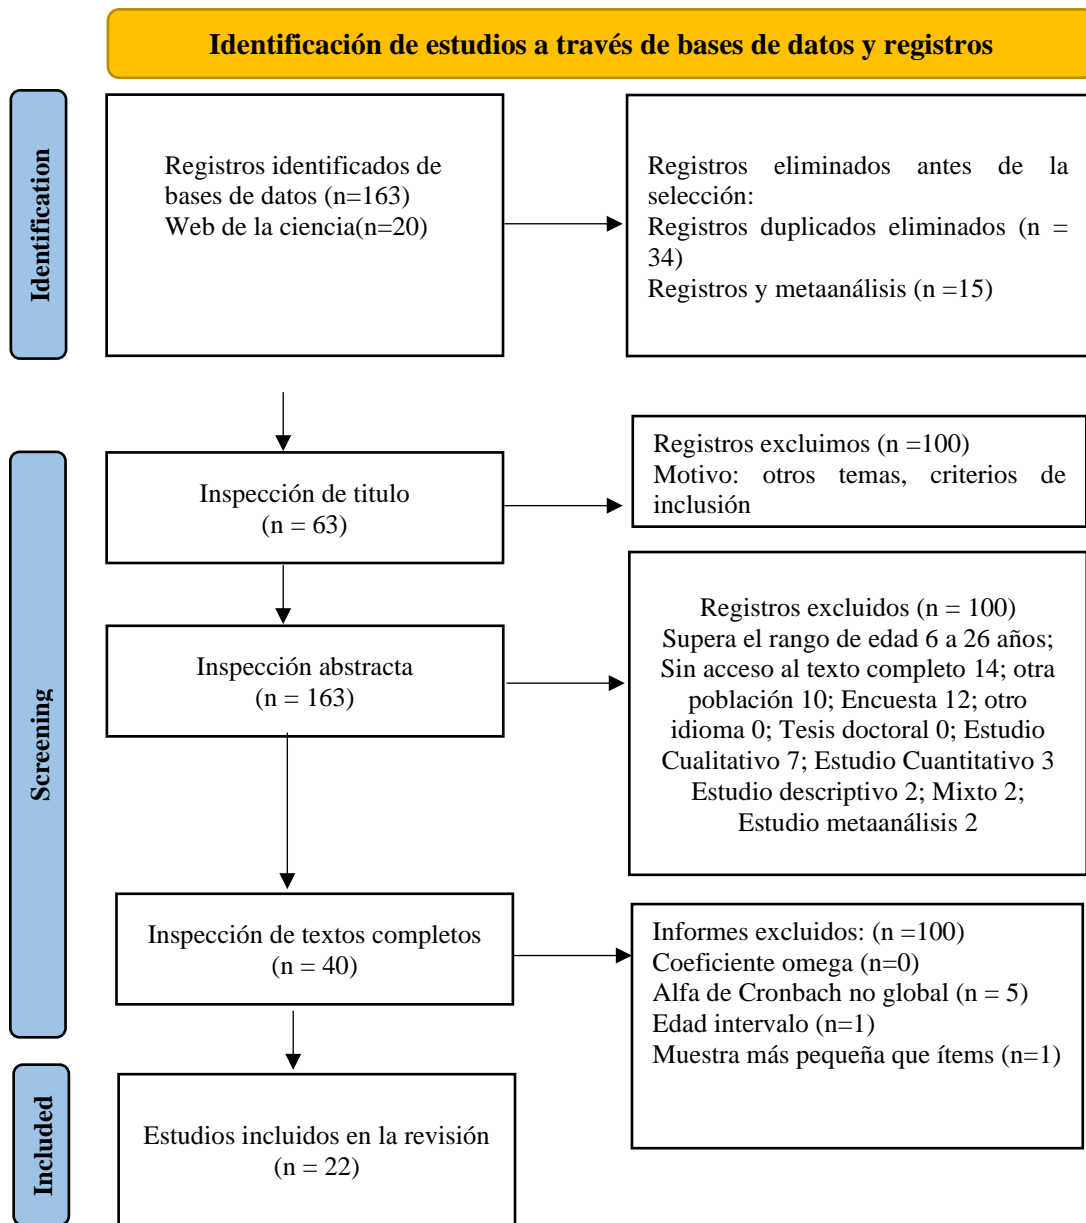 Identificación de estudios a través de bases de datos y registros
Identification
Registros identificados de
bases de datos (n=163)
Web de la ciencia(n=20)
Registros eliminados antes de la
selección:
Registros duplicados eliminados (n =
34)
Registros y metaanálisis (n =15)
Screening
Inspección de titulo
(n = 63)
Registros excluimos (n =100)
Motivo: otros temas, criterios de
inclusión
Inspección abstracta
(n = 163)
Registros excluidos (n = 100)
Supera el rango de edad 6 a 26 años;
Sin acceso al texto completo 14; otra
población 10; Encuesta 12; otro
idioma 0; Tesis doctoral 0; Estudio
Cualitativo 7; Estudio Cuantitativo 3
Estudio descriptivo 2; Mixto 2;
Estudio metaanálisis 2
Inspección de textos completos
(n = 40)
Informes excluidos: (n =100)
Coeficiente omega (n=0)
Alfa de Cronbach no global (n = 5)
Edad intervalo (n=1)
Muestra más pequeña que ítems (n=1)
Included
Estudios incluidos en la revisión
(n = 22)